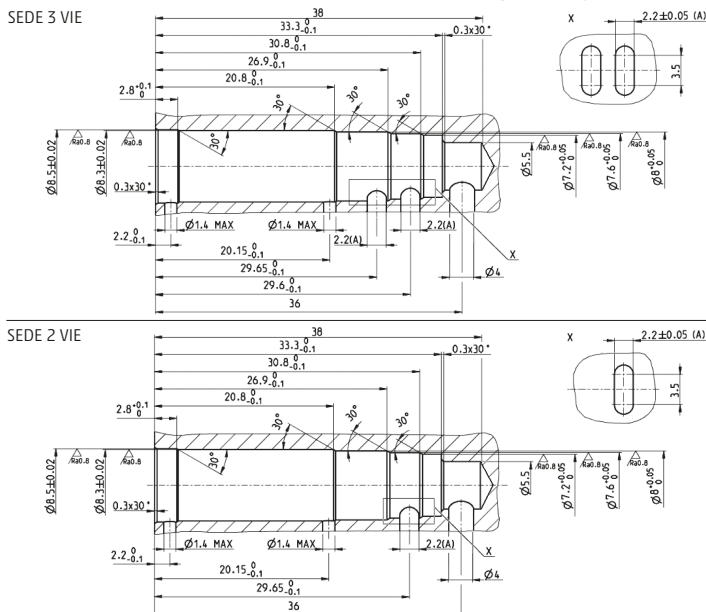 SEDE 3 VIE
38
33.3 0 -0.1
0.3x30°
30.8 0 -0.1
26.9 0 -0.1
20.8 0 -0.1
2.8 +0.1 0
X
2.2±0.05 (A)
3.5
30°
30°
30°
30°
Ø8.5±0.02
Ra0.8
Ø8.3±0.02
Ra0.8
0.3x30°
Ø5.5
Ra0.8
Ø7.2 +0.05 0
Ra0.8
Ø7.6 +0.05 0
Ra0.8
Ø8 +0.05 0
2.2 0 -0.1
Ø1.4 MAX
Ø1.4 MAX
2.2(A)
X
20.15 0 -0.1
29.65 0 -0.1
Ø4
29.6 0 -0.1
36
SEDE 2 VIE
38
33.3 0 -0.1
0.3x30°
30.8 0 -0.1
26.9 0 -0.1
20.8 0 -0.1
2.8 +0.1 0
X
2.2±0.05 (A)
3.5
30°
30°
30°
30°
Ø8.5±0.02
Ra0.8
Ø8.3±0.02
Ra0.8
0.3x30°
Ø5.5
Ra0.8
Ø7.2 +0.05 0
Ra0.8
Ø7.6 +0.05 0
Ra0.8
Ø8 +0.05 0
2.2 0 -0.1
Ø1.4 MAX
Ø1.4 MAX
2.2(A)
X
20.15 0 -0.1
Ø4
29.65 0 -0.1
36